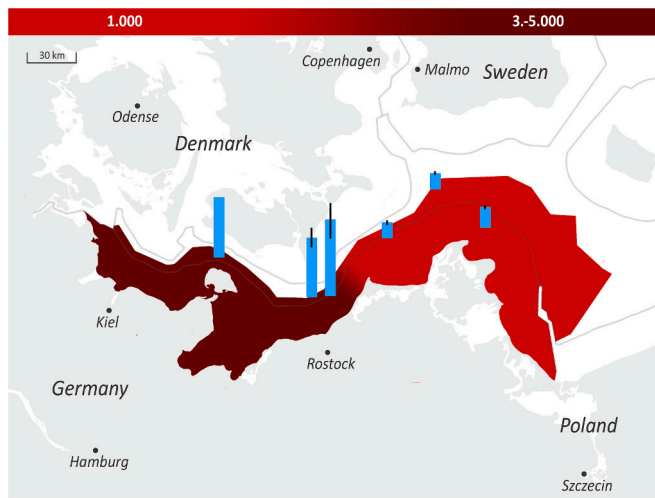 1.000 3.-5.000
30 km
Copenhagen
Malmo
Sweden
Odense
Denmark
Kiel
Rostock
Germany
Poland
Hamburg
Szczecin